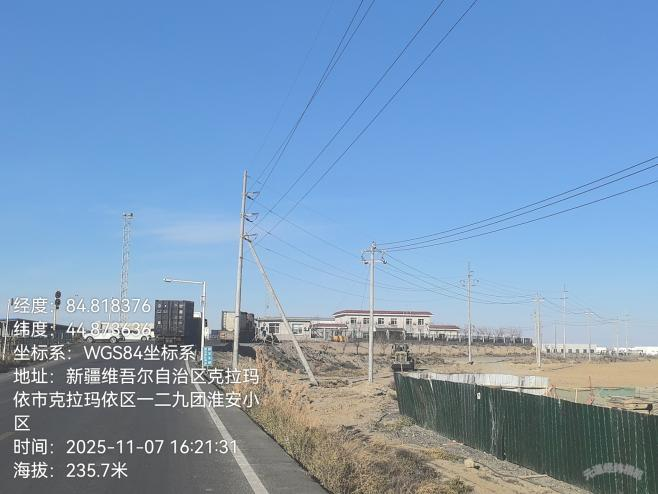 经度：84.818376
纬度：44.873636
坐标系：WGS84坐标系
地址：新疆维吾尔自治区克拉玛
依市克拉玛依区一二九团淮安小
区
时间：2025-11-07 16:21:31
海拔：235.7米